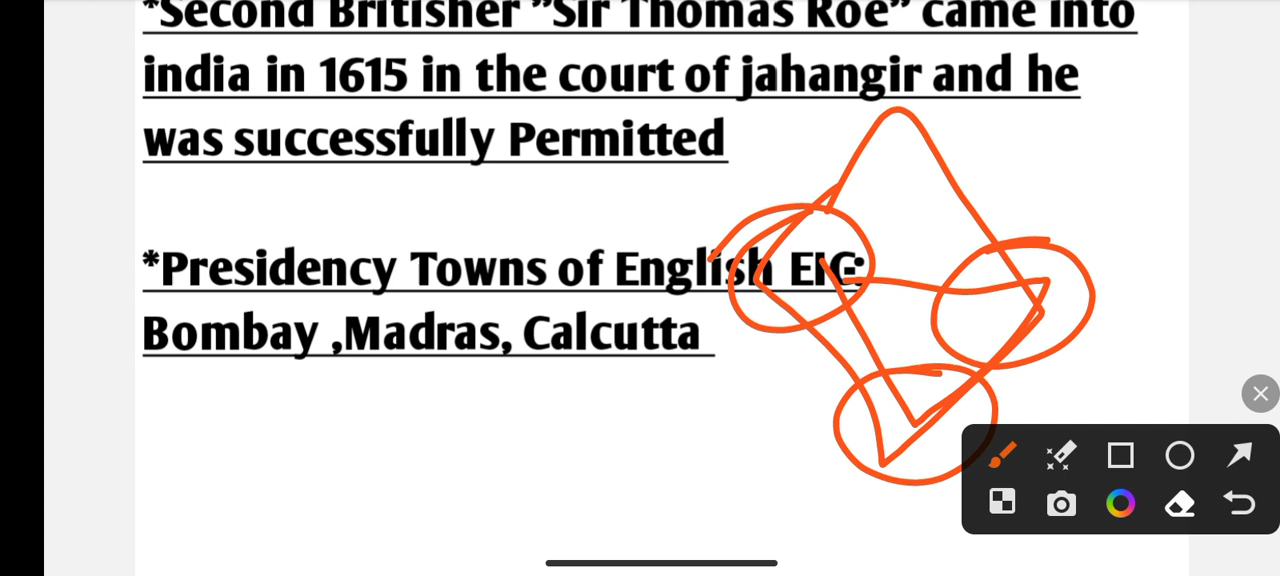 *Second Britisher "Sir Thomas Roe" came into
india in 1615 in the court of jahangir and he
was successfully Permitted
*Presidency Towns of English EIC:
Bombay ,Madras, Calcutta